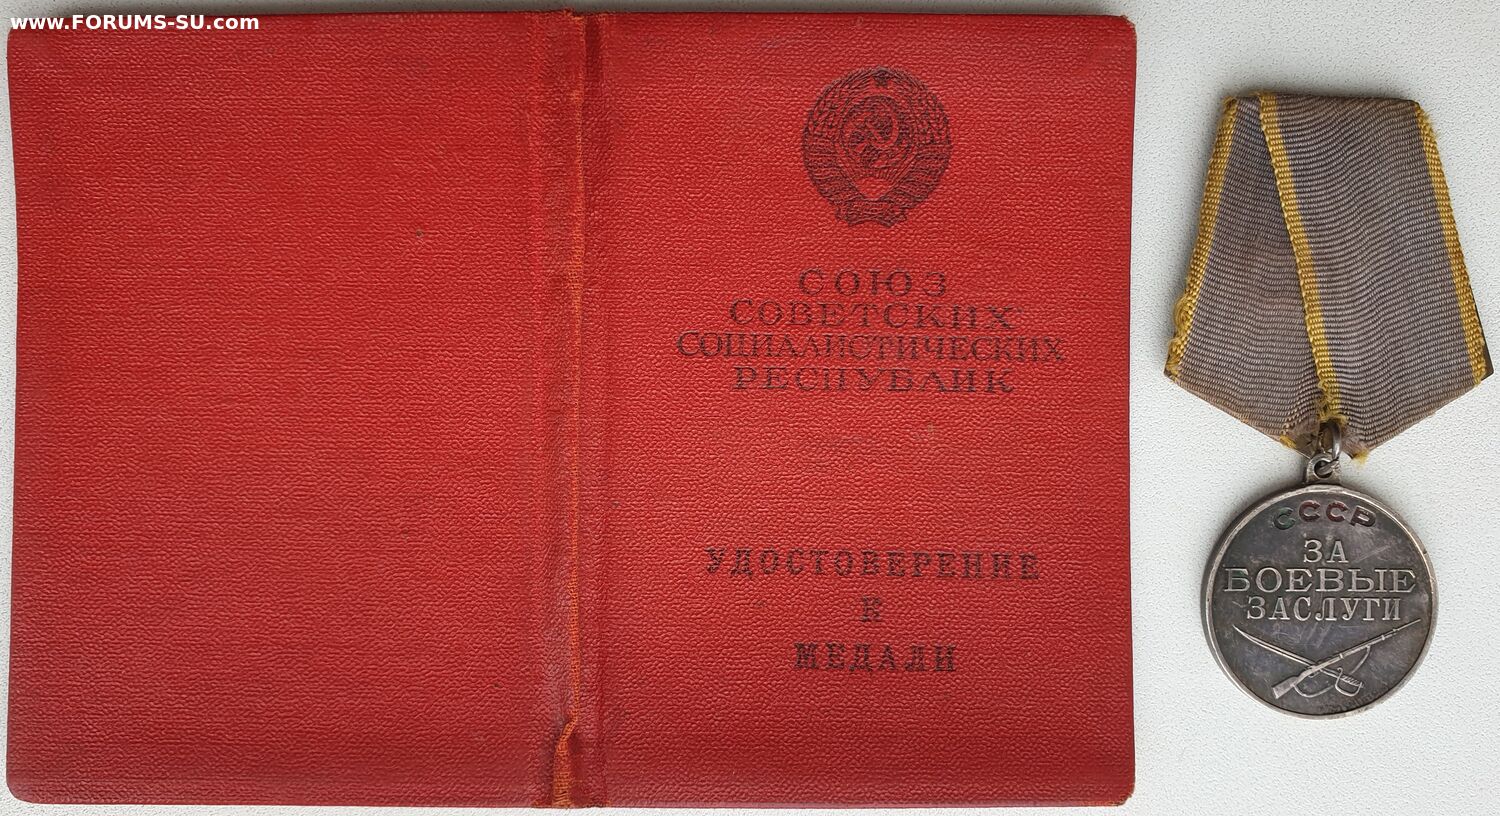 www.FORUMS-SU.com
СОЮЗ
СОВЕТСКИХ
СОЦИАЛИСТИЧЕСКИХ
РЕСПУБЛИК
УДОСТОВЕРЕНИЕ
К
МЕДАЛИ
СССР
ЗА
БОЕВЫЕ
ЗАСЛУГИ